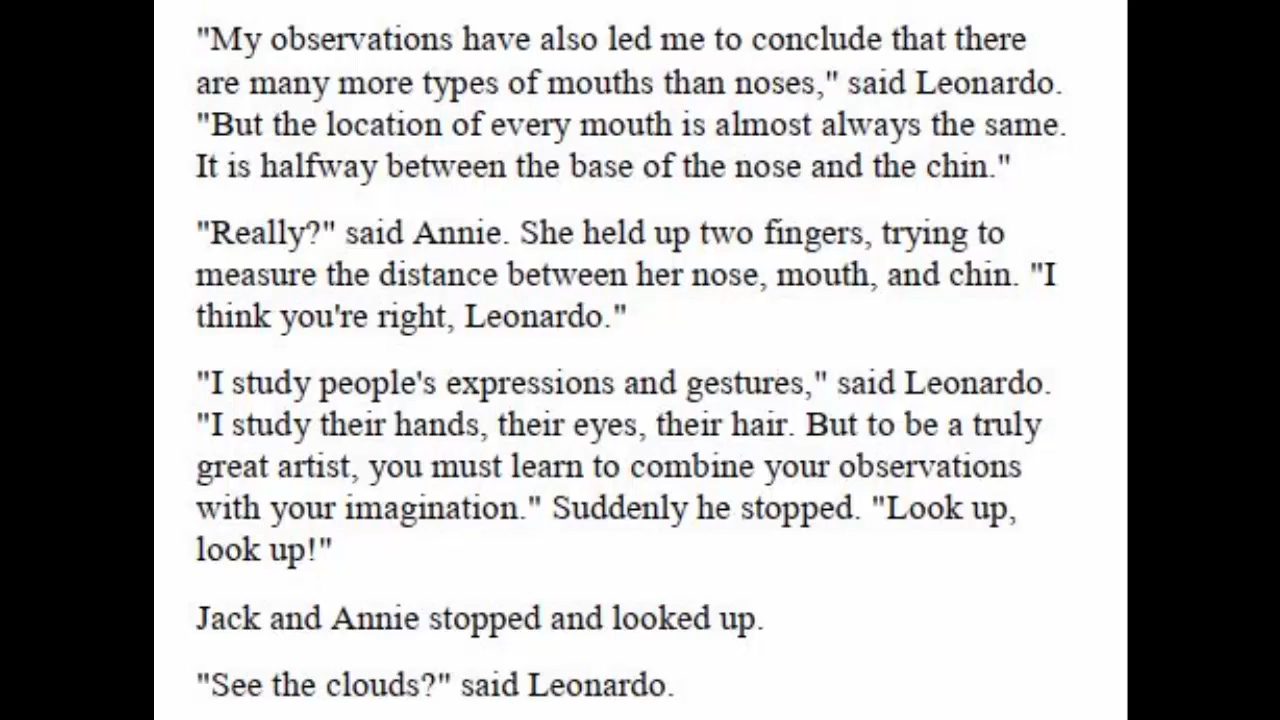 "My observations have also led me to conclude that there
are many more types of mouths than noses," said Leonardo.
"But the location of every mouth is almost always the same.
It is halfway between the base of the nose and the chin."
"Really?" said Annie. She held up two fingers, trying to
measure the distance between her nose, mouth, and chin. "I
think you're right, Leonardo."
"I study people's expressions and gestures," said Leonardo.
"I study their hands, their eyes, their hair. But to be a truly
great artist, you must learn to combine your observations
with your imagination." Suddenly he stopped. "Look up,
look up!"
Jack and Annie stopped and looked up.
"See the clouds?" said Leonardo.